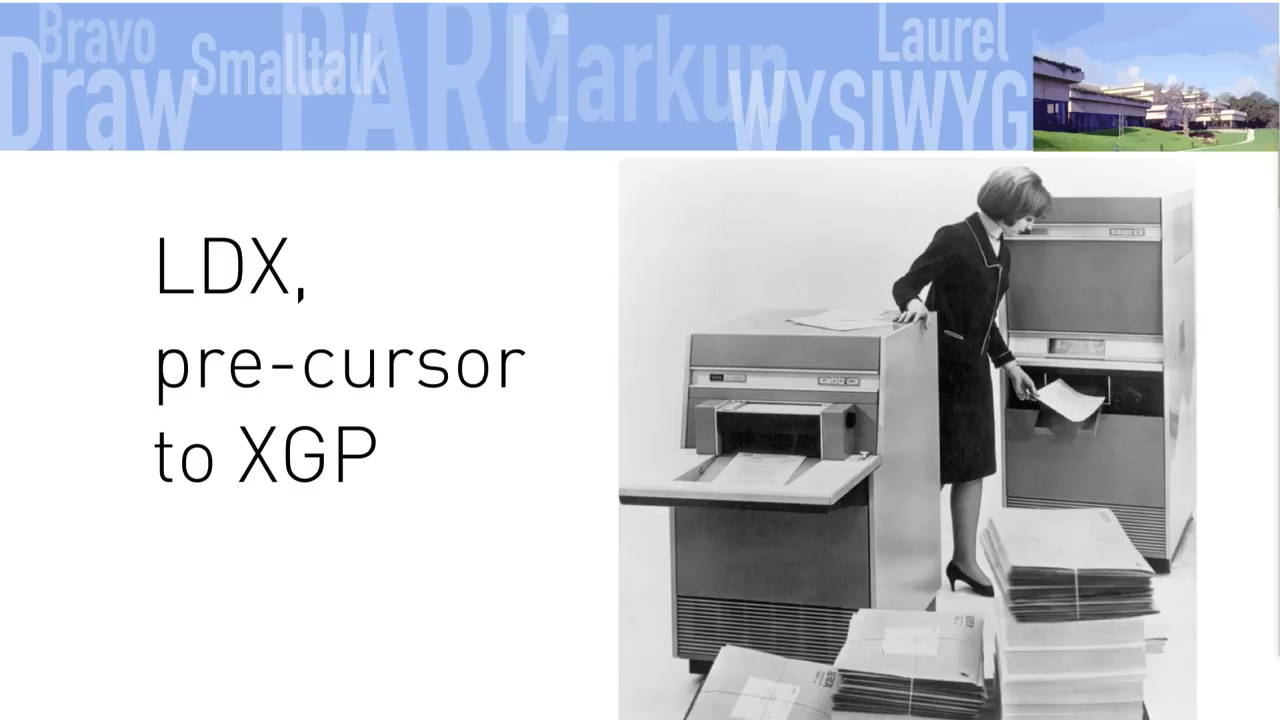 Bravo
Draw
Smalltalk
PARC
Markup
Laurel
WYSIWYG
LDX,
pre-cursor
to XGP